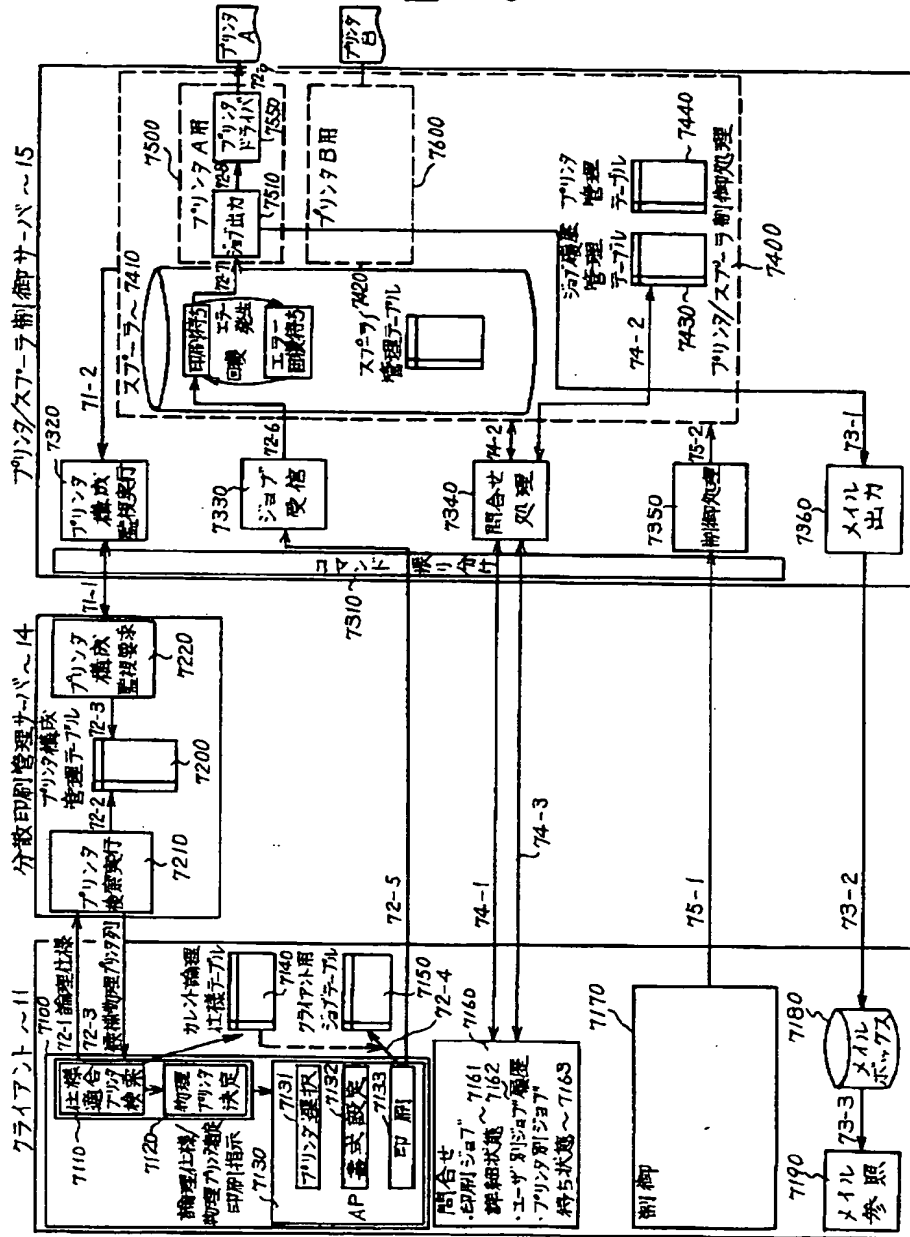 クライアント~11
7100
仕様
適合
プリンタ
検索
7110
物理
プリンタ
決定
7120
論理仕様/
物理プリンタ選定
印刷指示
7130
プリンタ選択
7131
書式設定
7132
印刷
7133
AP
カレント論理
仕様テーブル
7140
クライアント用
ジョブテーブル
7150
72-4
72-1 論理仕様
72-3
候補物理プリンタ列
72-5
問合せ
・印刷ジョブ
詳細状態~7161
・ユーザ別ジョブ履歴
7162
・プリンタ別ジョブ
待ち状態~7163
7160
74-1
74-3
制御
7170
75-1
メイル
ボックス
7180
73-2
73-3
メイル
参照
7190
分散印刷管理サーバ~14
プリンタ構成
管理テーブル
プリンタ
検索実行
7210
72-2
7200
72-3
プリンタ
構成
監視要求
7220
71-1
プリンタ/スプーラ制御サーバ~15
コマンド振り分け
7310
プリンタ
構成
監視実行
7320
71-2
ジョブ
受信
7330
72-6
問合せ
処理
7340
74-2
制御処理
7350
75-2
メイル
出力
7360
73-1
スプーラ~7410
印刷待ち
エラー
発生
回復
エラー
回復待ち
スプーラ
管理テーブル
7420
72-7
7500
プリンタA用
ジョブ出力
7510
72-8
プリンタ
ドライバ
7550
72-9
プリンタ
A
プリンタB用
7600
プリンタ
B
ジョブ履歴
管理
テーブル
7430
74-2
プリンタ
管理
テーブル
7440
プリンタ/スプーラ制御処理
7400